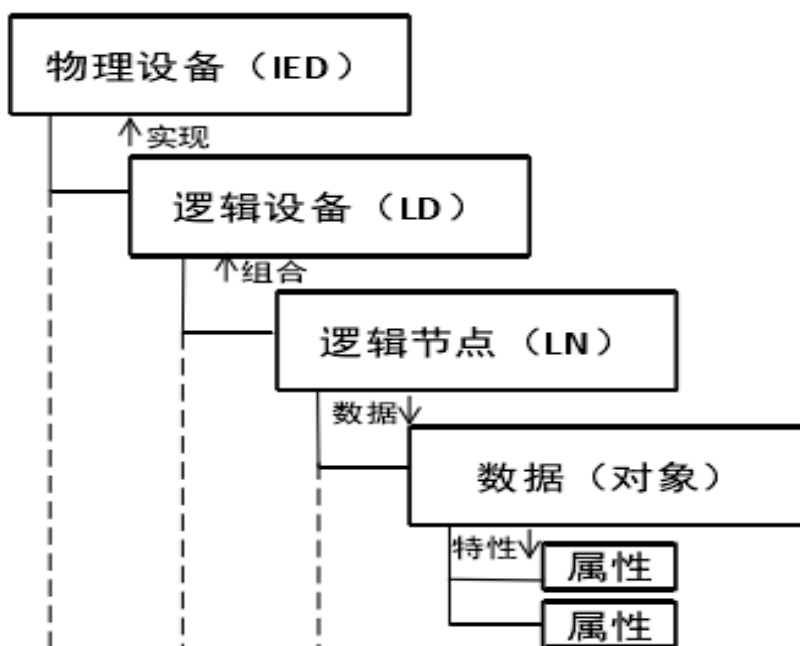 物理设备（IED）
↑实现
逻辑设备（LD）
↑组合
逻辑节点（LN）
数据↓
数据（对象）
特性↓
属性
属性